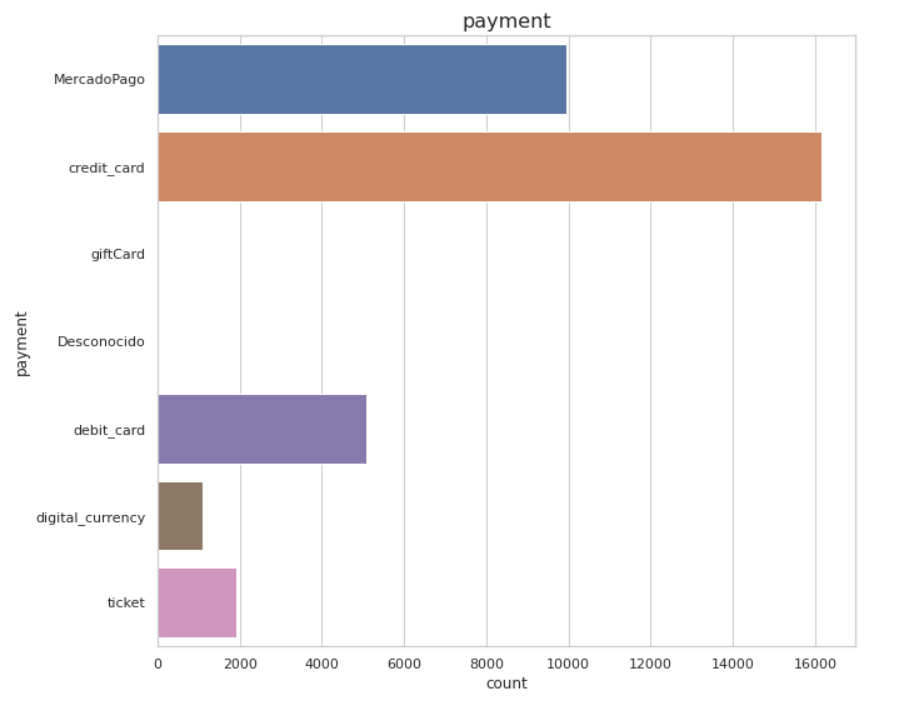 payment
MercadoPago
credit_card
giftCard
Desconocido
debit_card
digital_currency
ticket
payment
0 2000 4000 6000 8000 10000 12000 14000 16000
count